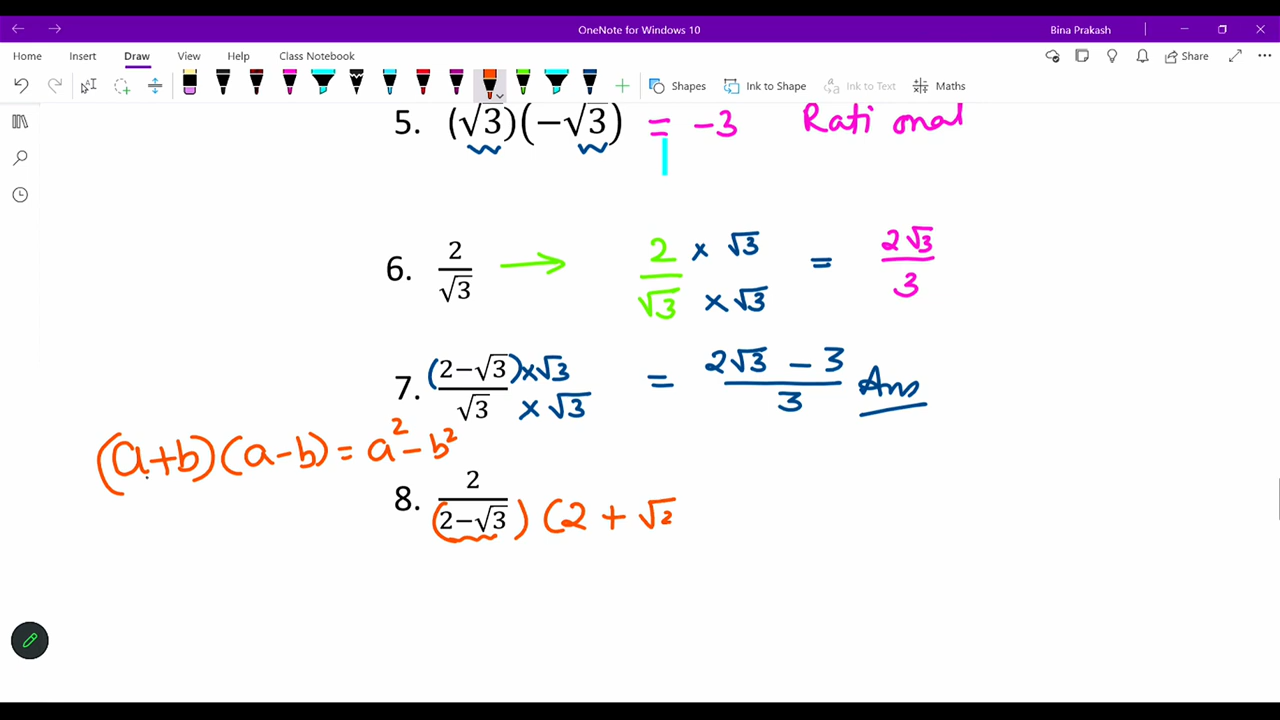 OneNote for Windows 10
Bina Prakash
Home Insert Draw View Help Class Notebook Share
Shapes Ink to Shape Ink to Text Maths
5. (√3)(−√3) = -3 Rational
6. 2/√3 → 2/√3 × √3 × √3 = 2√3/3
7. (2−√3)×√3 / √3 ×√3 = 2√3 − 3 / 3 Ans
(a+b)(a-b) = a² − b²
8. 2/(2−√3) (2 + √2